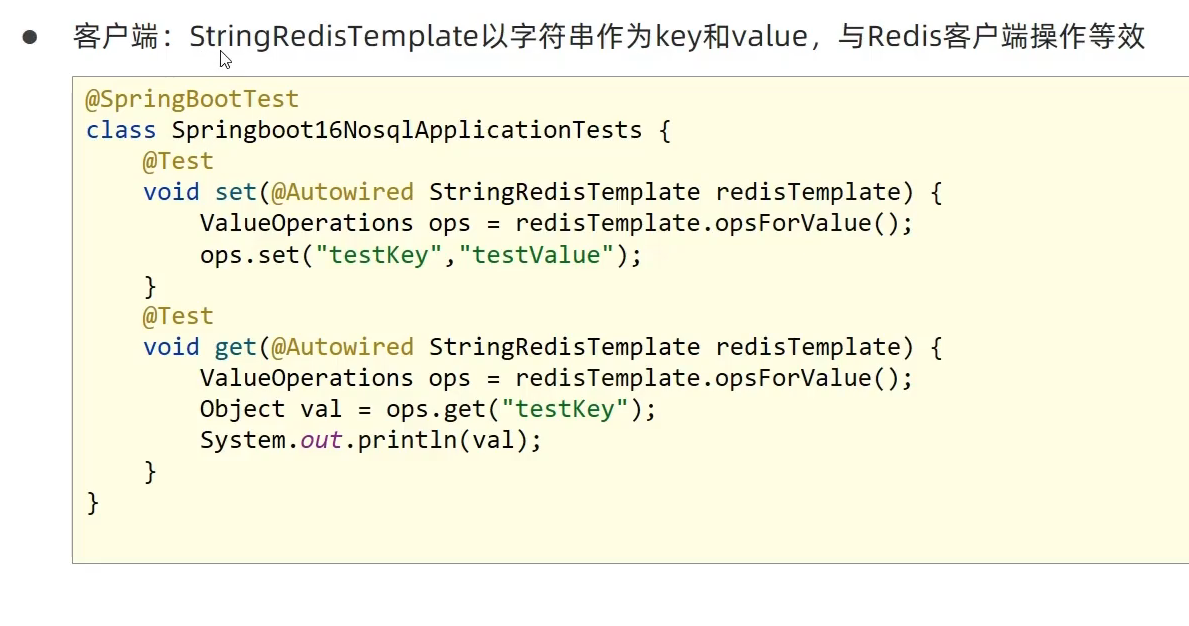 ● 客户端：StringRedisTemplate以字符串作为key和value，与Redis客户端操作等效
@SpringBootTest
class Springboot16NosqlApplicationTests {
    @Test
    void set(@Autowired StringRedisTemplate redisTemplate) {
        ValueOperations ops = redisTemplate.opsForValue();
        ops.set("testKey","testValue");
    }
    @Test
    void get(@Autowired StringRedisTemplate redisTemplate) {
        ValueOperations ops = redisTemplate.opsForValue();
        Object val = ops.get("testKey");
        System.out.println(val);
    }
}